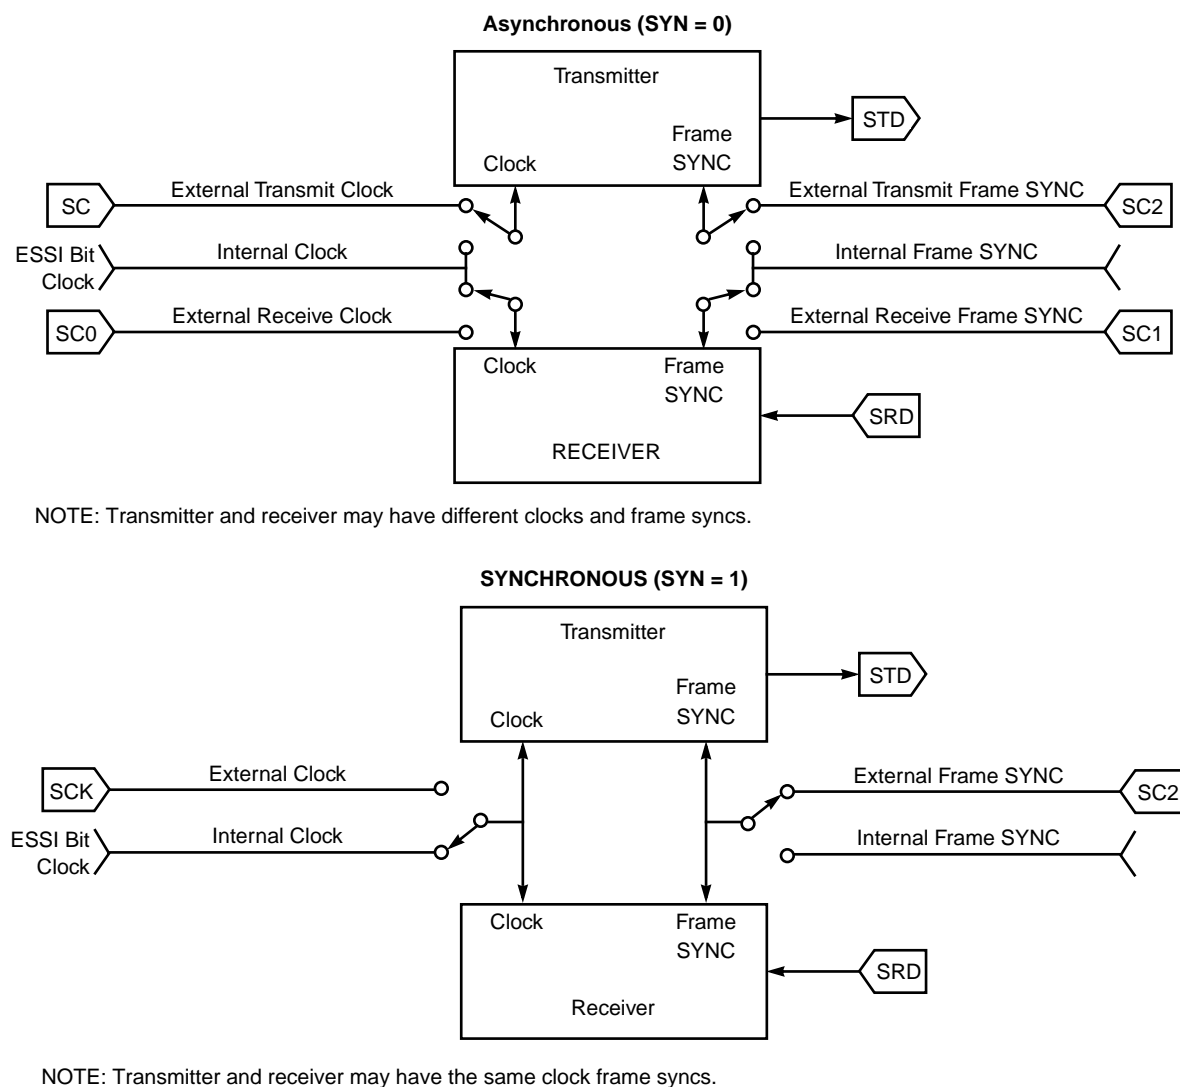 Asynchronous (SYN = 0)
Transmitter
STD
Frame
SYNC
Clock
External Transmit Clock
External Transmit Frame SYNC
SC
SC2
ESSI Bit
Clock
Internal Clock
Internal Frame SYNC
External Receive Clock
External Receive Frame SYNC
SC0
SC1
Clock
Frame
SYNC
SRD
RECEIVER
NOTE: Transmitter and receiver may have different clocks and frame syncs.
SYNCHRONOUS (SYN = 1)
Transmitter
STD
Frame
SYNC
Clock
External Clock
External Frame SYNC
SCK
SC2
ESSI Bit
Clock
Internal Clock
Internal Frame SYNC
Clock
Frame
SYNC
SRD
Receiver
NOTE: Transmitter and receiver may have the same clock frame syncs.